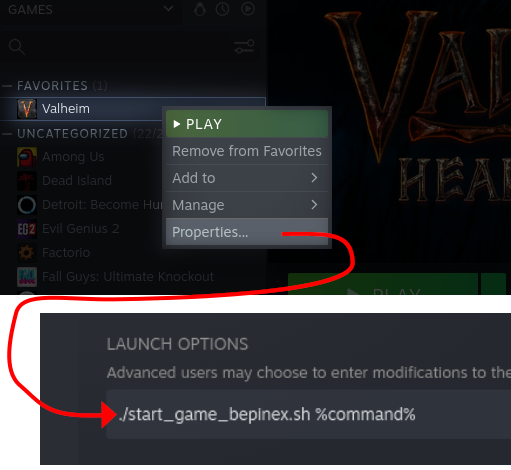 GAMES
FAVORITES (1)
Valheim
UNCATEGORIZED (22/2
Among Us
Dead Island
Detroit: Become Hu
Evil Genius 2
Factorio
Fall Guys: Ultimate Knockout
PLAY
Remove from Favorites
Add to
Manage
Properties...
VAL
HEAR
PLAY
LAUNCH OPTIONS
Advanced users may choose to enter modifications to the
./start_game_bepinex.sh %command%